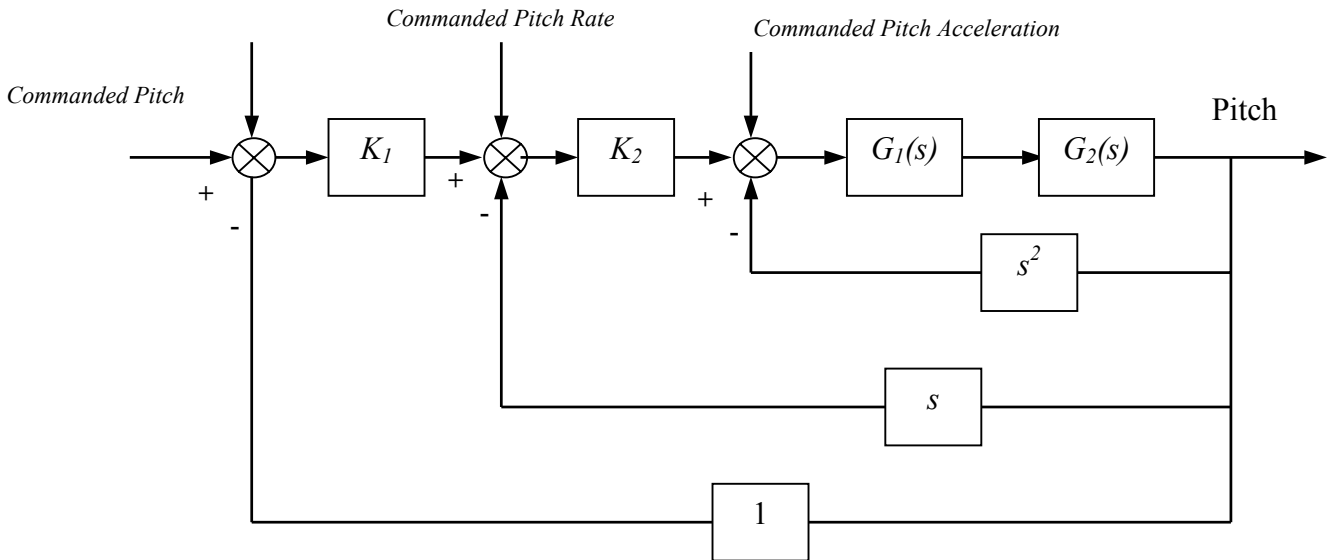 Commanded Pitch Rate
Commanded Pitch Acceleration
Commanded Pitch
Pitch
K₁
K₂
G₁(s)
G₂(s)
+
-
+
-
+
-
s²
s
1